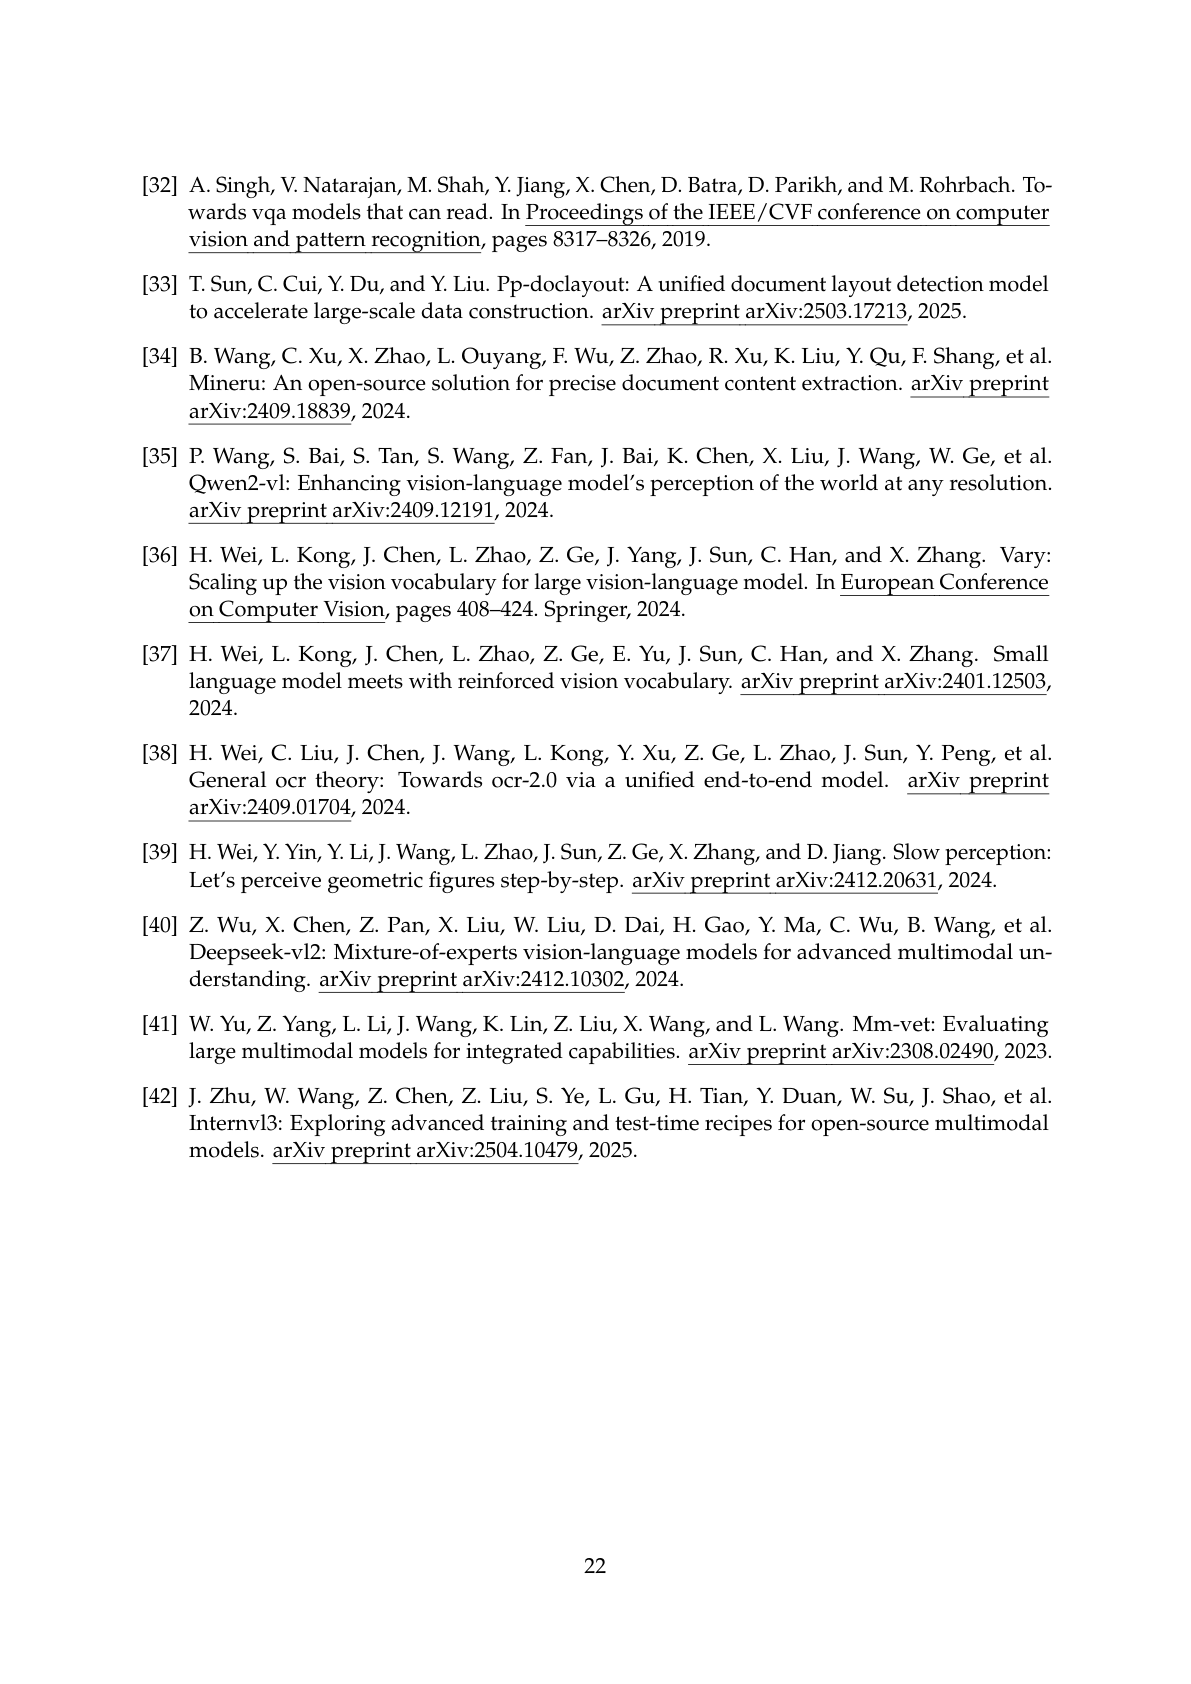 [32] A. Singh, V. Natarajan, M. Shah, Y. Jiang, X. Chen, D. Batra, D. Parikh, and M. Rohrbach. To-
wards vqa models that can read. In Proceedings of the IEEE/CVF conference on computer
vision and pattern recognition, pages 8317–8326, 2019.
[33] T. Sun, C. Cui, Y. Du, and Y. Liu. Pp-doclayout: A unified document layout detection model
to accelerate large-scale data construction. arXiv preprint arXiv:2503.17213, 2025.
[34] B. Wang, C. Xu, X. Zhao, L. Ouyang, F. Wu, Z. Zhao, R. Xu, K. Liu, Y. Qu, F. Shang, et al.
Mineru: An open-source solution for precise document content extraction. arXiv preprint
arXiv:2409.18839, 2024.
[35] P. Wang, S. Bai, S. Tan, S. Wang, Z. Fan, J. Bai, K. Chen, X. Liu, J. Wang, W. Ge, et al.
Qwen2-vl: Enhancing vision-language model's perception of the world at any resolution.
arXiv preprint arXiv:2409.12191, 2024.
[36] H. Wei, L. Kong, J. Chen, L. Zhao, Z. Ge, J. Yang, J. Sun, C. Han, and X. Zhang. Vary:
Scaling up the vision vocabulary for large vision-language model. In European Conference
on Computer Vision, pages 408–424. Springer, 2024.
[37] H. Wei, L. Kong, J. Chen, L. Zhao, Z. Ge, E. Yu, J. Sun, C. Han, and X. Zhang. Small
language model meets with reinforced vision vocabulary. arXiv preprint arXiv:2401.12503,
2024.
[38] H. Wei, C. Liu, J. Chen, J. Wang, L. Kong, Y. Xu, Z. Ge, L. Zhao, J. Sun, Y. Peng, et al.
General ocr theory: Towards ocr-2.0 via a unified end-to-end model. arXiv preprint
arXiv:2409.01704, 2024.
[39] H. Wei, Y. Yin, Y. Li, J. Wang, L. Zhao, J. Sun, Z. Ge, X. Zhang, and D. Jiang. Slow perception:
Let's perceive geometric figures step-by-step. arXiv preprint arXiv:2412.20631, 2024.
[40] Z. Wu, X. Chen, Z. Pan, X. Liu, W. Liu, D. Dai, H. Gao, Y. Ma, C. Wu, B. Wang, et al.
Deepseek-vl2: Mixture-of-experts vision-language models for advanced multimodal un-
derstanding. arXiv preprint arXiv:2412.10302, 2024.
[41] W. Yu, Z. Yang, L. Li, J. Wang, K. Lin, Z. Liu, X. Wang, and L. Wang. Mm-vet: Evaluating
large multimodal models for integrated capabilities. arXiv preprint arXiv:2308.02490, 2023.
[42] J. Zhu, W. Wang, Z. Chen, Z. Liu, S. Ye, L. Gu, H. Tian, Y. Duan, W. Su, J. Shao, et al.
Internvl3: Exploring advanced training and test-time recipes for open-source multimodal
models. arXiv preprint arXiv:2504.10479, 2025.
22